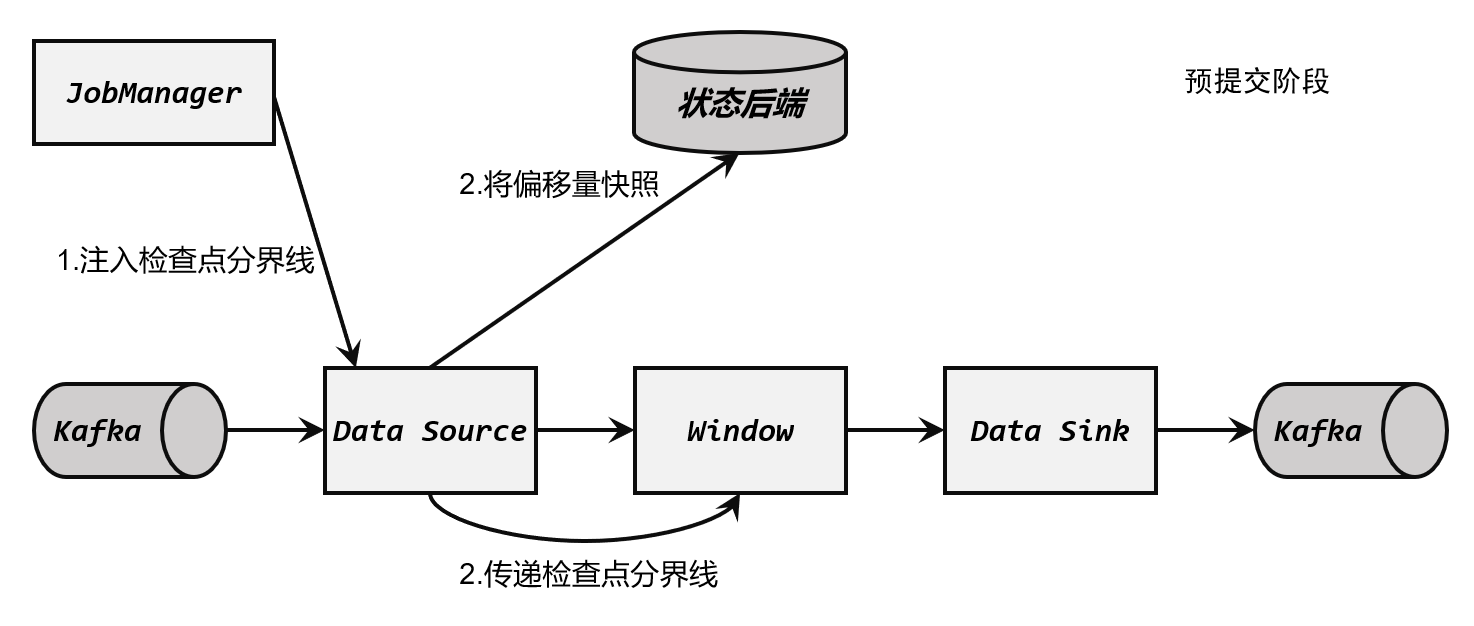 JobManager
状态后端
预提交阶段
2.将偏移量快照
1.注入检查点分界线
Kafka
Data Source
Window
Data Sink
Kafka
2.传递检查点分界线